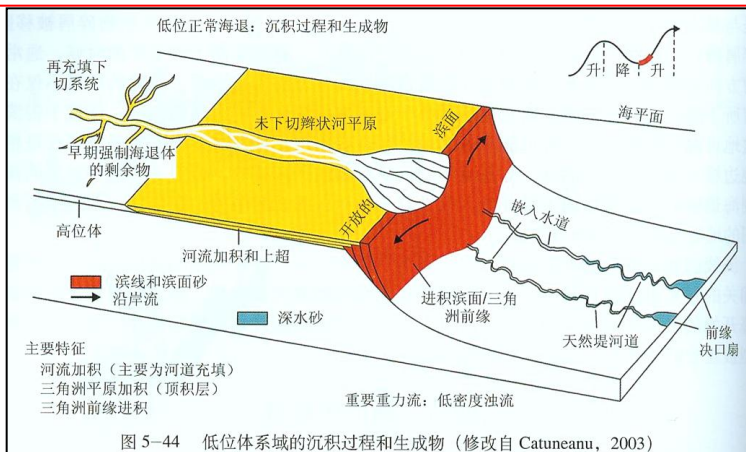 低位正常海退：沉积过程和生成物
升
降
升
再充填下
切系统
海平面
未下切辫状河平原
滨面
早期强制海退体
的剩余物
开放的
嵌入水道
高位体
河流加积和上超
滨线和滨面砂
沿岸流
进积滨面/三角
洲前缘
深水砂
天然堤河道
前缘
决口扇
主要特征
河流加积（主要为河道充填）
三角洲平原加积（顶积层）
三角洲前缘进积
重要重力流：低密度浊流
图 5-44 低位体系域的沉积过程和生成物（修改自 Catuneanu，2003）